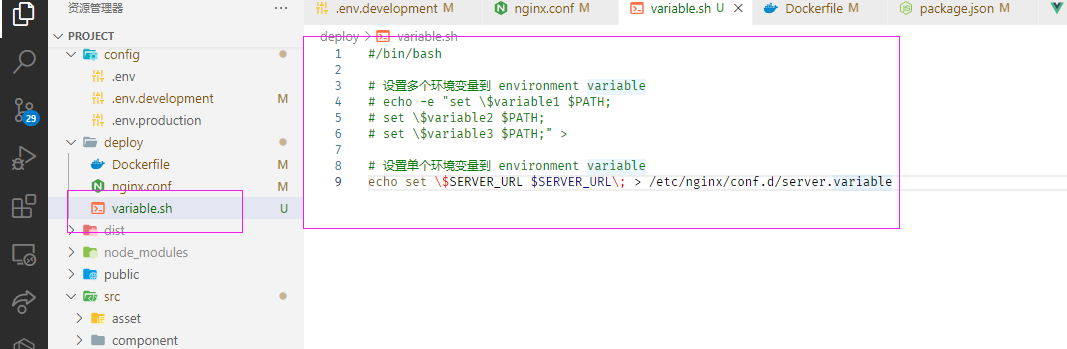 资源管理器
···
PROJECT
config
.env
.env.development M
.env.production
deploy
Dockerfile M
nginx.conf M
variable.sh U
dist
node_modules
public
src
asset
component
29
.env.development M
nginx.conf M
variable.sh U
Dockerfile M
package.json M
deploy > variable.sh
1 #/bin/bash
2
3 # 设置多个环境变量到 environment variable
4 # echo -e "set \$variable1 $PATH;
5 # set \$variable2 $PATH;
6 # set \$variable3 $PATH;" >
7
8 # 设置单个环境变量到 environment variable
9 echo set \$SERVER_URL $SERVER_URL\; > /etc/nginx/conf.d/server.variable